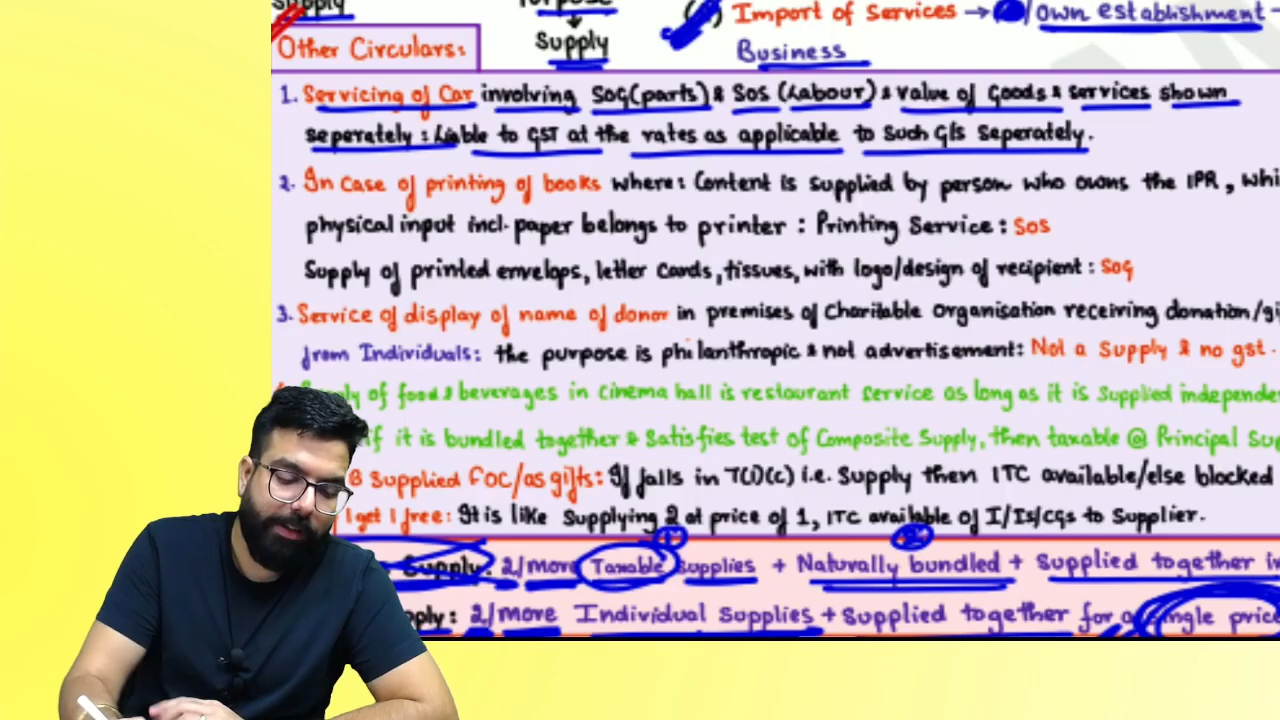 Supply
Purpose
Import of Services → /Own establishment -
Supply
Business
Other Circulars:
1. Servicing of Car involving SOG(parts) & SOS (Labour) & value of Goods & services shown
seperately : Liable to GST at the rates as applicable to Such G/S Seperately.
2. In Case of printing of books where: Content is supplied by person who owns the IPR,
physical input incl. paper belongs to printer : Printing Service : SOS
Supply of printed envelops, letter Cards, tissues, with logo/design of recipient : SOG
3. Service of display of name of donor in premises of Charitable Organisation receiving donation/
from Individuals: the purpose is philanthropic & not advertisement: Not a Supply & no gst.
of food & beverages in Cinema hall is restaurant service as long as it is Supplied
if it is bundled together & Satisfies test of Composite Supply, then taxable @ Principal
Supplied FOC/as gifts: If falls in 7(1)(c) i.e. Supply then ITC available/else blocked
1 get 1 free: It is like Supplying 2 at price of 1, ITC available of I/Is/CGs to Supplier.
Supply: 2/more Taxable supplies + Naturally bundled + Supplied together
2/more Individual Supplies + Supplied together for a single price